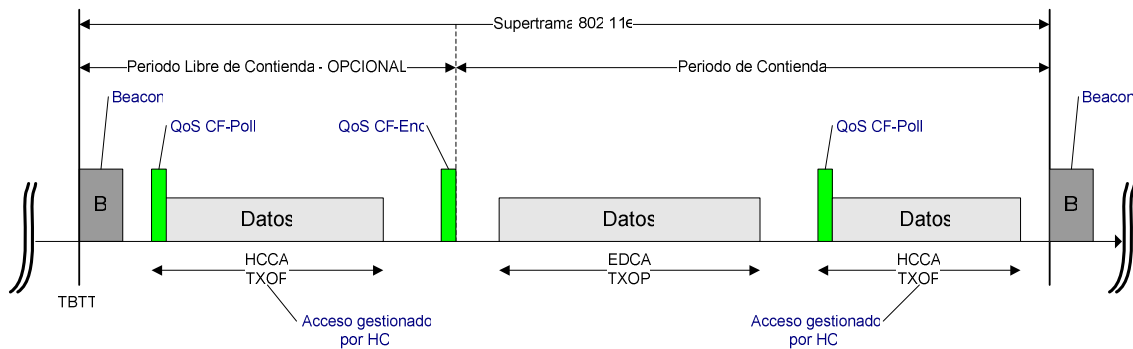 Supertrama 802 11e
Periodo Libre de Contienda - OPCIONAL
Periodo de Contienda
Beacon
Beacon
QoS CF-Poll
QoS CF-End
QoS CF-Poll
B
Datos
Datos
Datos
B
HCCA
TXOP
EDCA
TXOP
HCCA
TXOP
TBTT
Acceso gestionado
por HC
Acceso gestionado
por HC